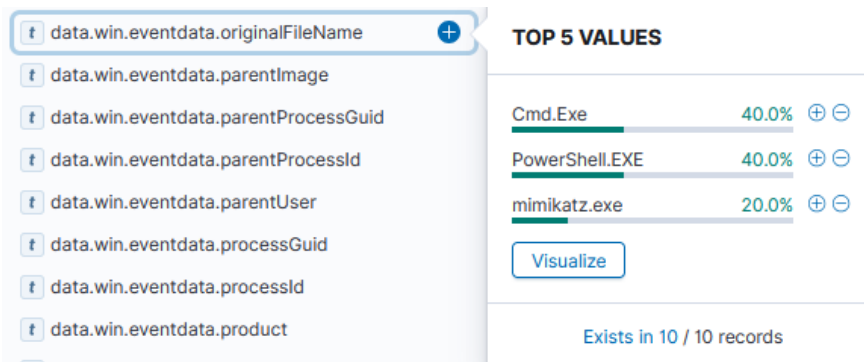 t data.win.eventdata.originalFileName
t data.win.eventdata.parentImage
t data.win.eventdata.parentProcessGuid
t data.win.eventdata.parentProcessId
t data.win.eventdata.parentUser
t data.win.eventdata.processGuid
t data.win.eventdata.processId
t data.win.eventdata.product
TOP 5 VALUES
Cmd.Exe 40.0%
PowerShell.EXE 40.0%
mimikatz.exe 20.0%
Visualize
Exists in 10 / 10 records